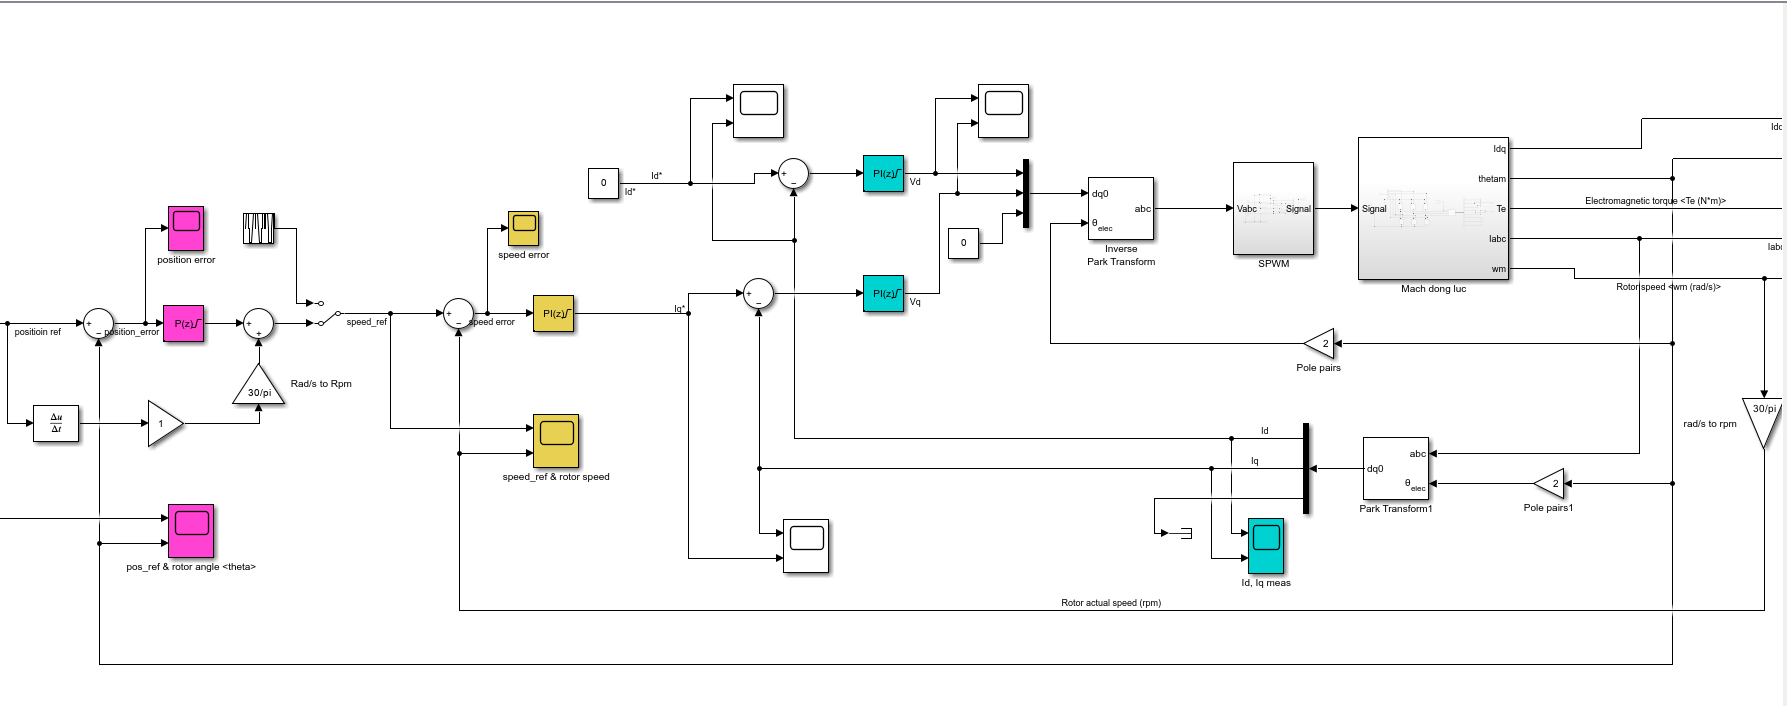 Idq
Id*
0
Id*
+
−
PI(z)
Vd
Idq
thetam
Electromagnetic torque <Te (N*m)>
dq0
abc
θ elec
Inverse
Park Transform
Vabc
Signal
SPWM
Signal
Te
Iabc
wm
Mach dong luc
Rotor speed <wm (rad/s)>
0
position error
speed error
+
−
PI(z)
Vq
positioin ref
+
−
position_error
P(z)
+
+
speed_ref
+
−
speed error
PI(z)
Iq*
2
Pole pairs
30/pi
Rad/s to Rpm
Δu
Δt
1
30/pi
rad/s to rpm
speed_ref & rotor speed
Id
Iq
dq0
abc
θ elec
Park Transform1
2
Pole pairs1
pos_ref & rotor angle <theta>
Id, Iq meas
Rotor actual speed (rpm)